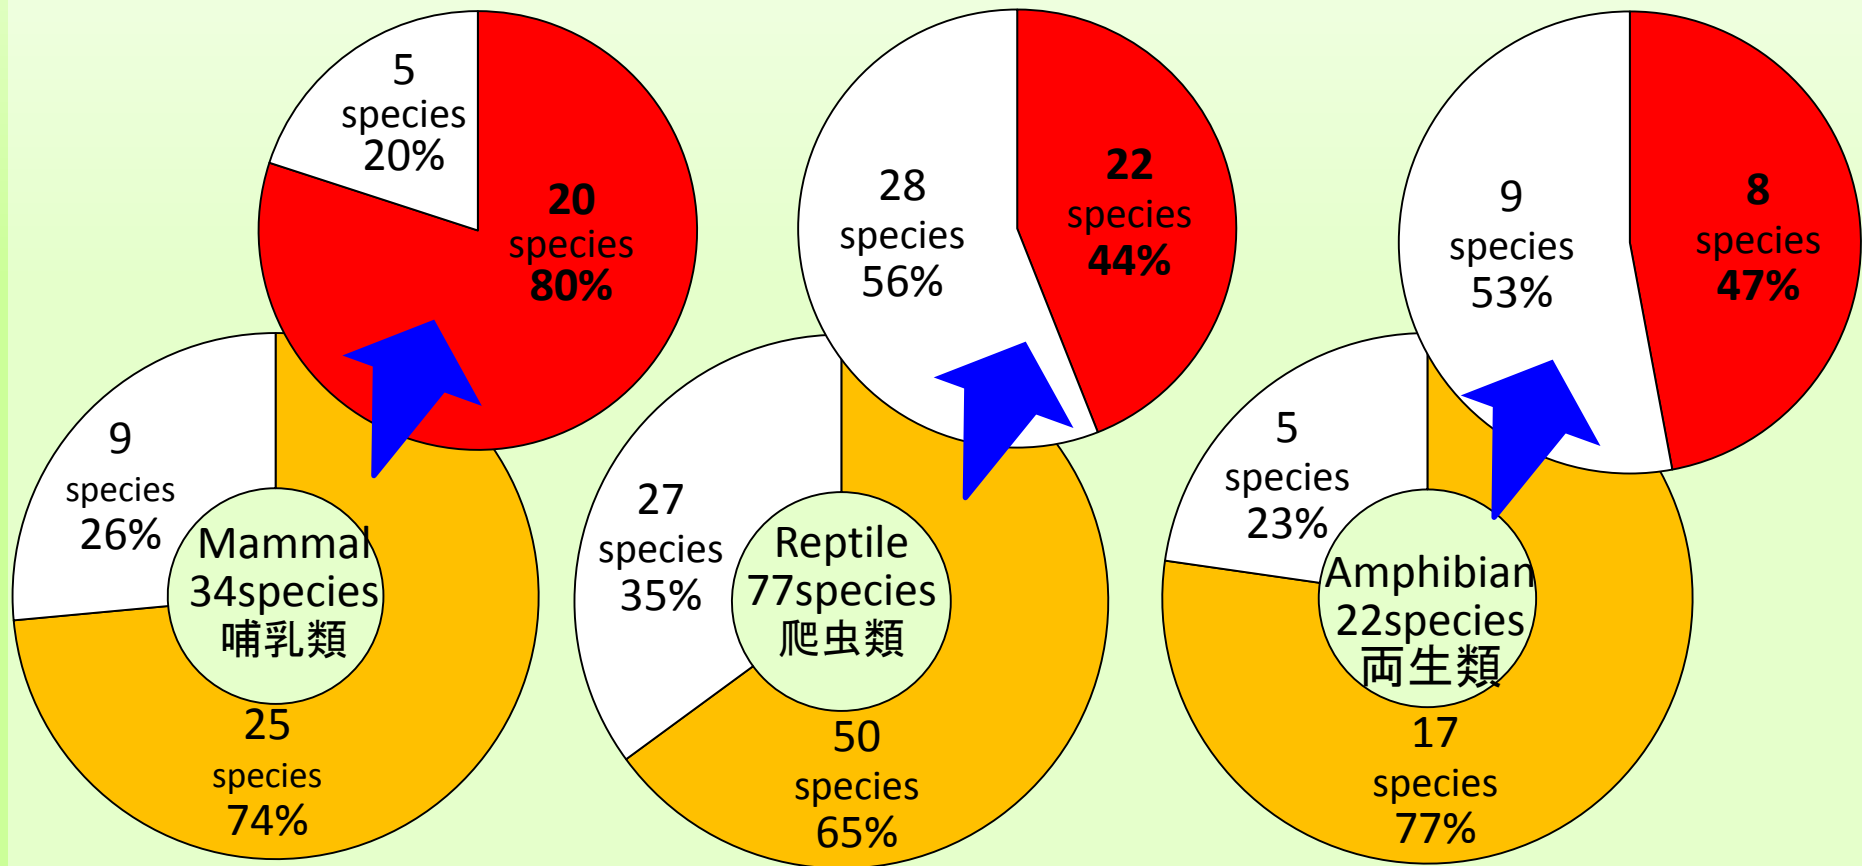 5
species
20%
20
species
80%
9
species
26%
Mammal
34species
哺乳類
25
species
74%
28
species
56%
22
species
44%
27
species
35%
Reptile
77species
爬虫類
50
species
65%
9
species
53%
8
species
47%
5
species
23%
Amphibian
22species
両生類
17
species
77%